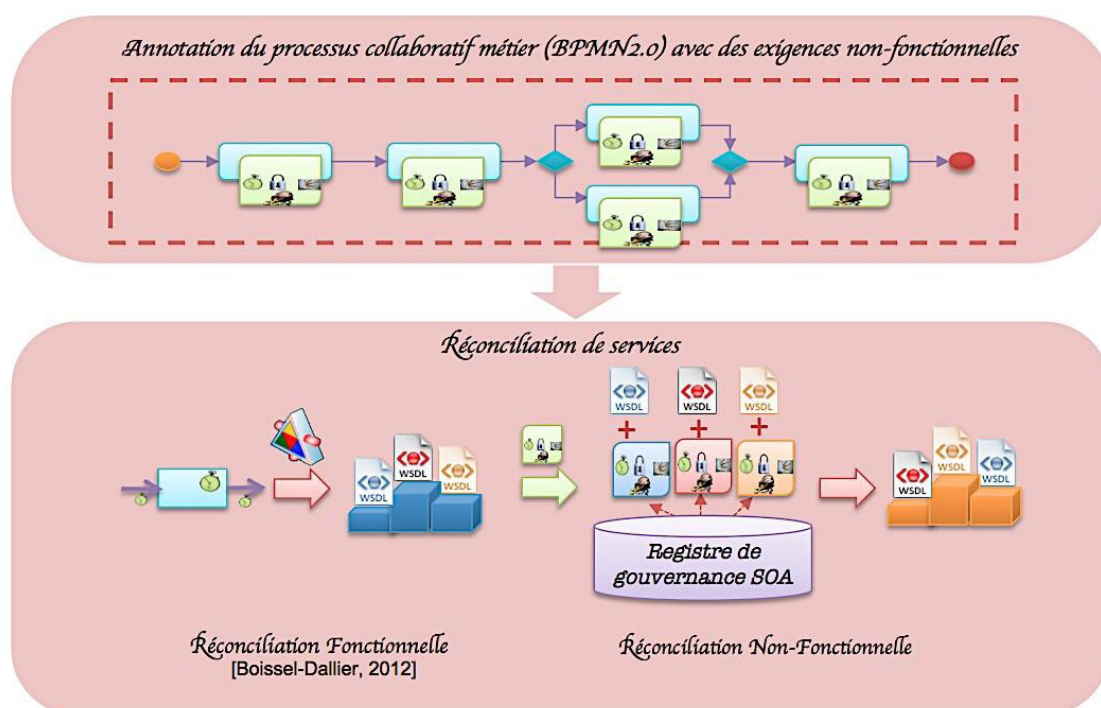 Annotation du processus collaboratif métier (BPMN2.0) avec des exigences non-fonctionnelles
Réconciliation de services
WSDL
WSDL
WSDL
+
+
+
WSDL
WSDL
WSDL
WSDL
WSDL
WSDL
Registre de
gouvernance SOA
Réconciliation Fonctionnelle
[Boissel-Dallier, 2012]
Réconciliation Non-Fonctionnelle